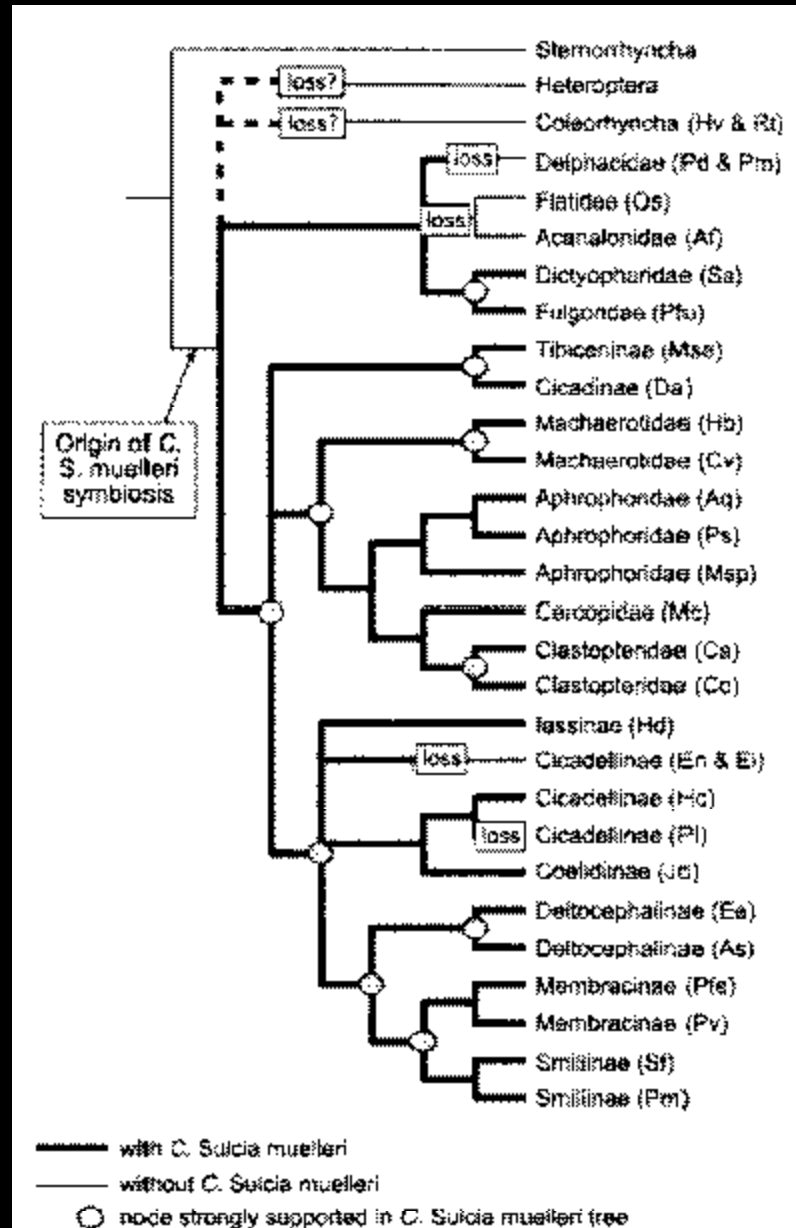 Sternorrhyncha
loss?
Heteroptera
loss?
Coleorhyncha (Hv & Rt)
loss
Delphacidae (Pd & Pm)
Flatidae (Os)
loss
Acanalonidae (Af)
Dictyopharidae (Sa)
Fulgoridae (Pfu)
Tibiceninae (Mse)
Cicadinae (Da)
Machaerotidae (Hb)
Origin of C.
S. muelleri
symbiosis
Machaerotidae (Cv)
Aphrophoridae (Aq)
Aphrophoridae (Ps)
Aphrophoridae (Msp)
Cercopidae (Mc)
Clastopteridae (Ca)
Clastopteridae (Co)
Iassinae (Hd)
loss
Cicadellinae (En & Ei)
Cicadellinae (Hc)
loss
Cicadellinae (Pl)
Coelidiinae (Jd)
Deltocephalinae (Ee)
Deltocephalinae (As)
Membracinae (Pfe)
Membracinae (Pv)
Smiliinae (Sf)
Smiliinae (Pm)
with C. Sulcia muelleri
without C. Sulcia muelleri
node strongly supported in C. Sulcia muelleri tree